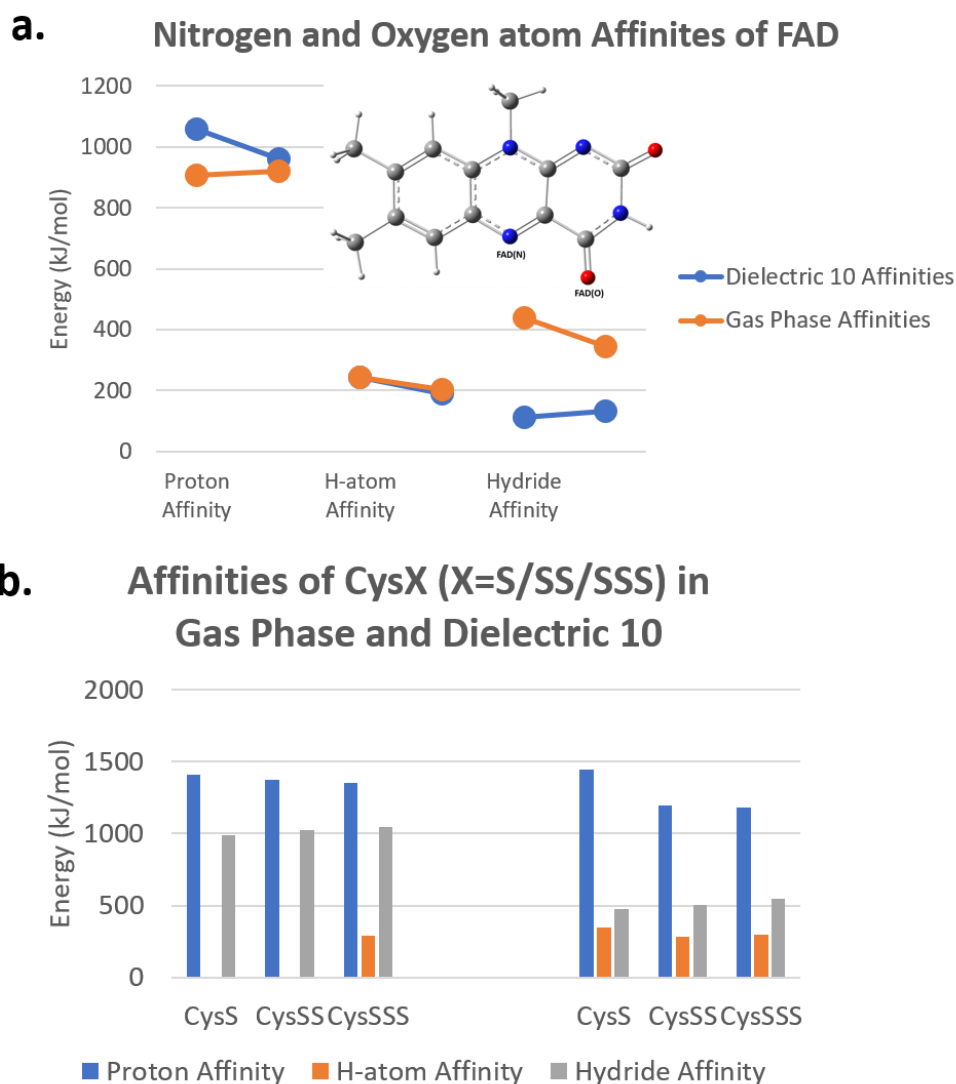 a.
Nitrogen and Oxygen atom Affinites of FAD
Energy (kJ/mol)
1200
1000
800
600
400
200
0
FAD(N)
FAD(O)
Dielectric 10 Affinities
Gas Phase Affinities
Proton Affinity
H-atom Affinity
Hydride Affinity
b.
Affinities of CysX (X=S/SS/SSS) in
Gas Phase and Dielectric 10
Energy (kJ/mol)
2000
1500
1000
500
0
CysS CysSS CysSSS CysS CysSS CysSSS
Proton Affinity H-atom Affinity Hydride Affinity